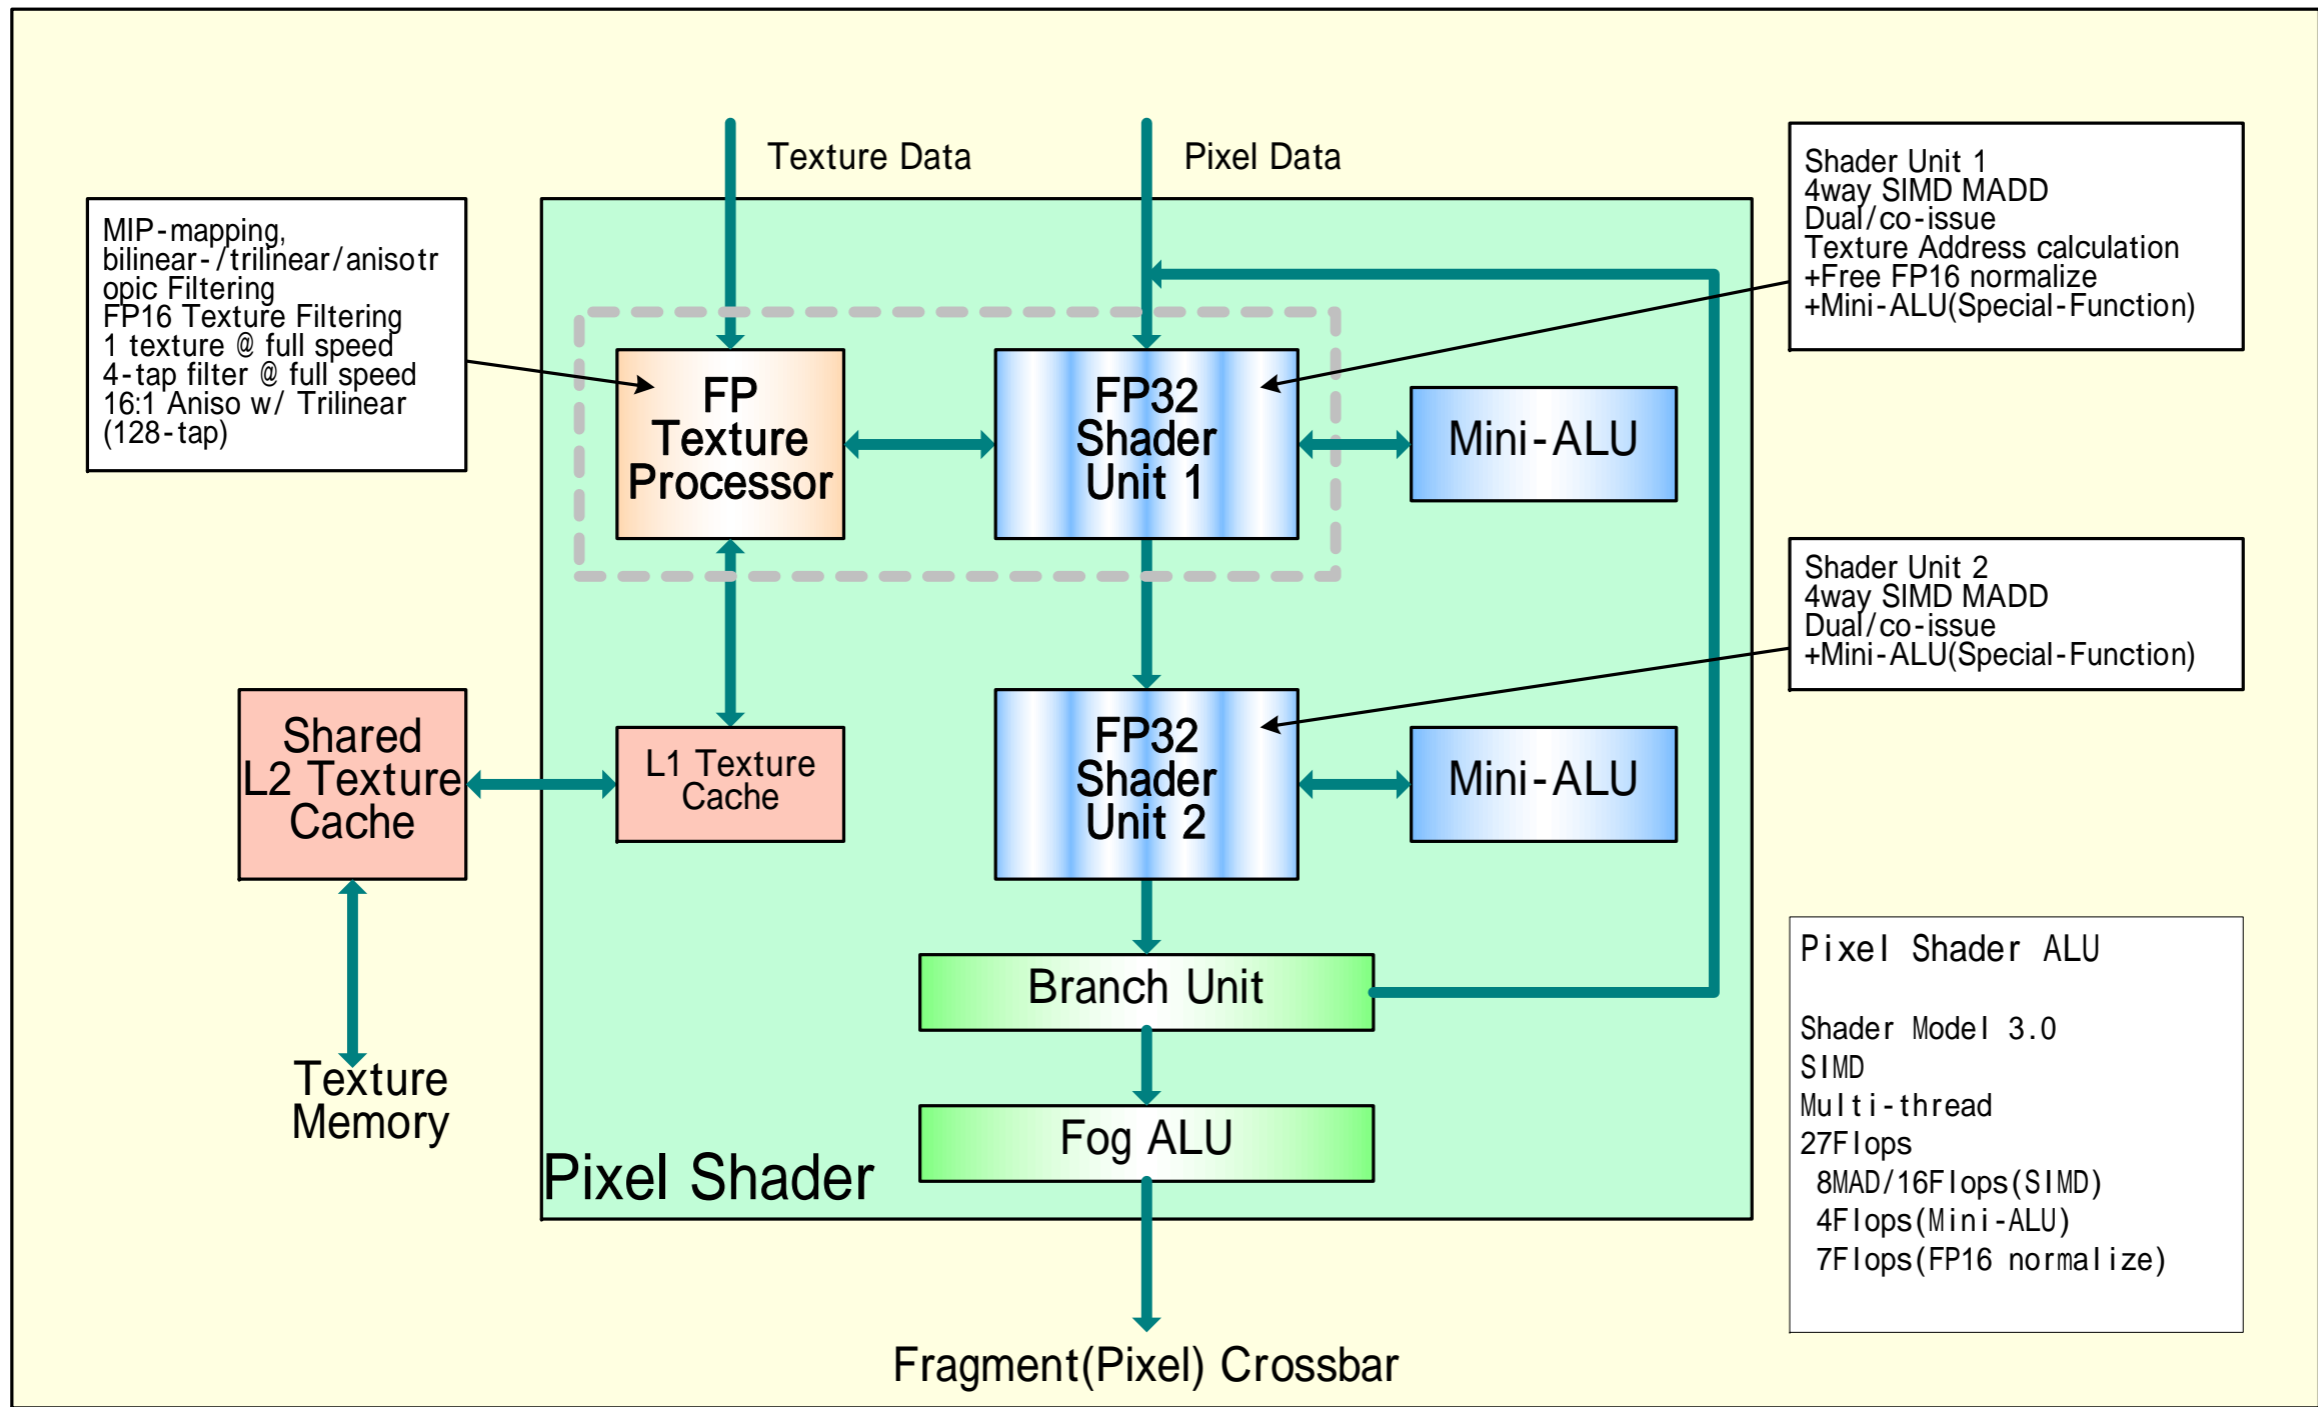 Texture Data
Pixel Data
MIP-mapping,
bilinear-/trilinear/anisotr
opic Filtering
FP16 Texture Filtering
1 texture @ full speed
4-tap filter @ full speed
16:1 Aniso w/ Trilinear
(128-tap)
Shader Unit 1
4way SIMD MADD
Dual/co-issue
Texture Address calculation
+Free FP16 normalize
+Mini-ALU(Special-Function)
FP
Texture
Processor
FP32
Shader
Unit 1
Mini-ALU
Shader Unit 2
4way SIMD MADD
Dual/co-issue
+Mini-ALU(Special-Function)
Shared
L2 Texture
Cache
L1 Texture
Cache
FP32
Shader
Unit 2
Mini-ALU
Branch Unit
Texture
Memory
Fog ALU
Pixel Shader
Pixel Shader ALU
Shader Model 3.0
SIMD
Multi-thread
27Flops
8MAD/16Flops(SIMD)
4Flops(Mini-ALU)
7Flops(FP16 normalize)
Fragment(Pixel) Crossbar